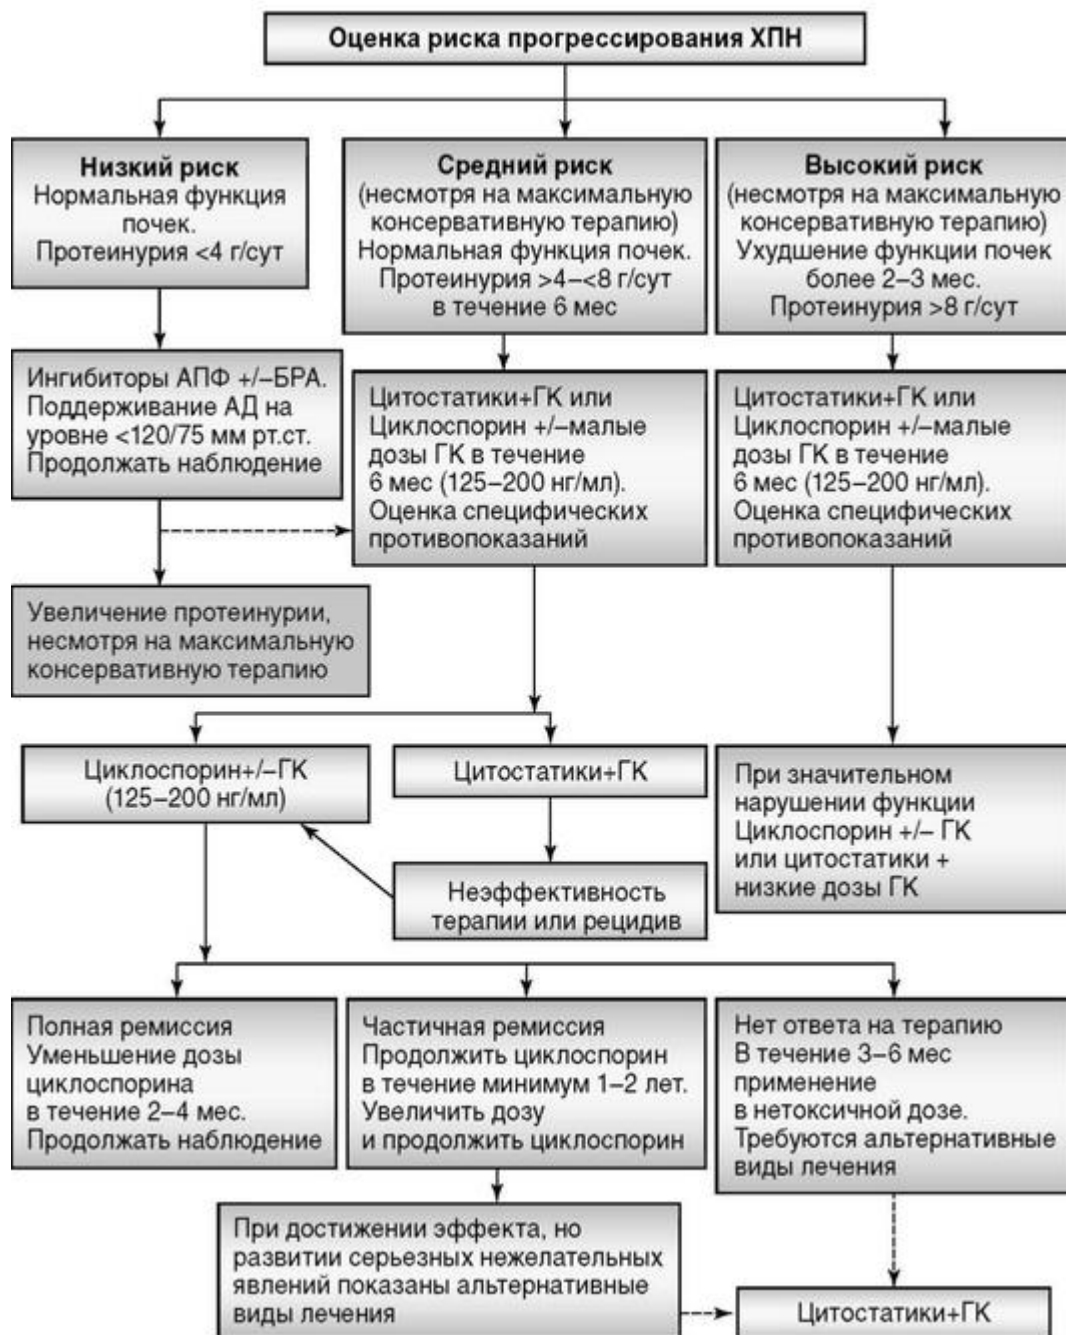 Оценка риска прогрессирования ХПН
Низкий риск
Нормальная функция
почек.
Протеинурия <4 г/сут
Средний риск
(несмотря на максимальную
консервативную терапию)
Нормальная функция почек.
Протеинурия >4–<8 г/сут
в течение 6 мес
Высокий риск
(несмотря на максимальную
консервативную терапию)
Ухудшение функции почек
более 2–3 мес.
Протеинурия >8 г/сут
Ингибиторы АПФ +/–БРА.
Поддерживание АД на
уровне <120/75 мм рт.ст.
Продолжать наблюдение
Цитостатики+ГК или
Циклоспорин +/–малые
дозы ГК в течение
6 мес (125–200 нг/мл).
Оценка специфических
противопоказаний
Цитостатики+ГК или
Циклоспорин +/–малые
дозы ГК в течение
6 мес (125–200 нг/мл).
Оценка специфических
противопоказаний
Увеличение протеинурии,
несмотря на максимальную
консервативную терапию
Циклоспорин+/–ГК
(125–200 нг/мл)
Цитостатики+ГК
При значительном
нарушении функции
Циклоспорин +/– ГК
или цитостатики +
низкие дозы ГК
Неэффективность
терапии или рецидив
Полная ремиссия
Уменьшение дозы
циклоспорина
в течение 2–4 мес.
Продолжать наблюдение
Частичная ремиссия
Продолжить циклоспорин
в течение минимум 1–2 лет.
Увеличить дозу
и продолжить циклоспорин
Нет ответа на терапию
В течение 3–6 мес
применение
в нетоксичной дозе.
Требуются альтернативные
виды лечения
При достижении эффекта, но
развитии серьезных нежелательных
явлений показаны альтернативные
виды лечения
Цитостатики+ГК